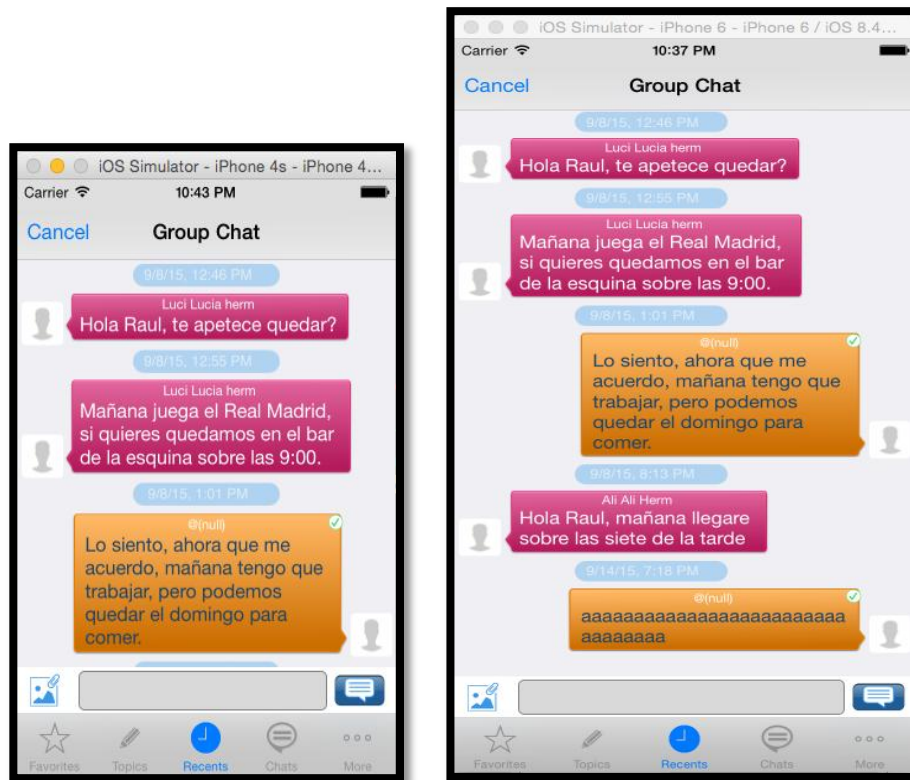 iOS Simulator - iPhone 4s - iPhone 4...
Carrier
10:43 PM
Cancel
Group Chat
9/8/15, 12:46 PM
Luci Lucia herm
Hola Raul, te apetece quedar?
9/8/15, 12:55 PM
Luci Lucia herm
Mañana juega el Real Madrid,
si quieres quedamos en el bar
de la esquina sobre las 9:00.
9/8/15, 1:01 PM
@(null)
Lo siento, ahora que me
acuerdo, mañana tengo que
trabajar, pero podemos
quedar el domingo para
comer.
Favorites
Topics
Recents
Chats
More
iOS Simulator - iPhone 6 - iPhone 6 / iOS 8.4...
Carrier
10:37 PM
Cancel
Group Chat
9/8/15, 12:46 PM
Luci Lucia herm
Hola Raul, te apetece quedar?
9/8/15, 12:55 PM
Luci Lucia herm
Mañana juega el Real Madrid,
si quieres quedamos en el bar
de la esquina sobre las 9:00.
9/8/15, 1:01 PM
@(null)
Lo siento, ahora que me
acuerdo, mañana tengo que
trabajar, pero podemos
quedar el domingo para
comer.
9/8/15, 8:13 PM
Ali Ali Herm
Hola Raul, mañana llegare
sobre las siete de la tarde
9/14/15, 7:18 PM
@(null)
aaaaaaaaaaaaaaaaaaaaaaaa
aaaaaaaa
Favorites
Topics
Recents
Chats
More